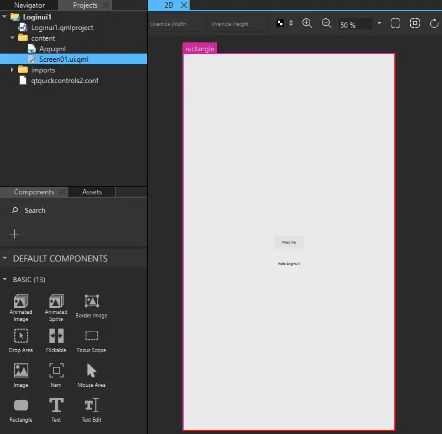 Navigator Projects
Loginui1
Loginui1.qmlproject
content
App.qml
Screen01.ui.qml
imports
qtquickcontrols2.conf
Components Assets
Search
DEFAULT COMPONENTS
BASIC (13)
Animated Image
Animated Sprite
Border Image
Drop Area
Flickable
Focus Scope
Image
Item
Mouse Area
Rectangle
Text
Text Edit
2D
Override Width
Override Height
50 %
rectangle
Press me
Hello Loginui1